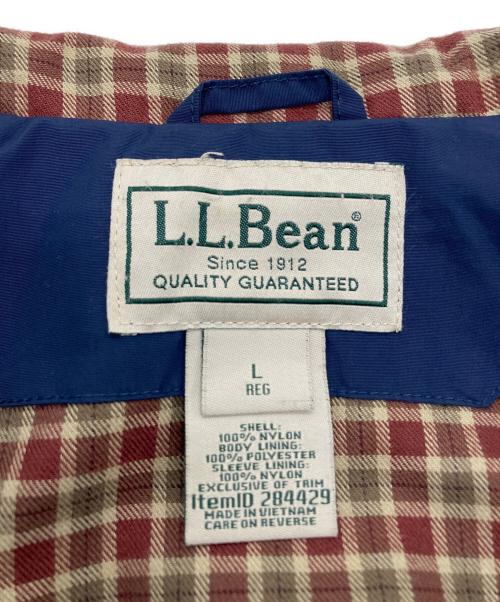 L.L.Bean®
Since 1912
QUALITY GUARANTEED
L
REG
SHELL:
100% NYLON
BODY LINING:
100% POLYESTER
SLEEVE LINING:
100% NYLON
EXCLUSIVE OF TRIM
ItemID 284429
MADE IN VIETNAM
CARE ON REVERSE